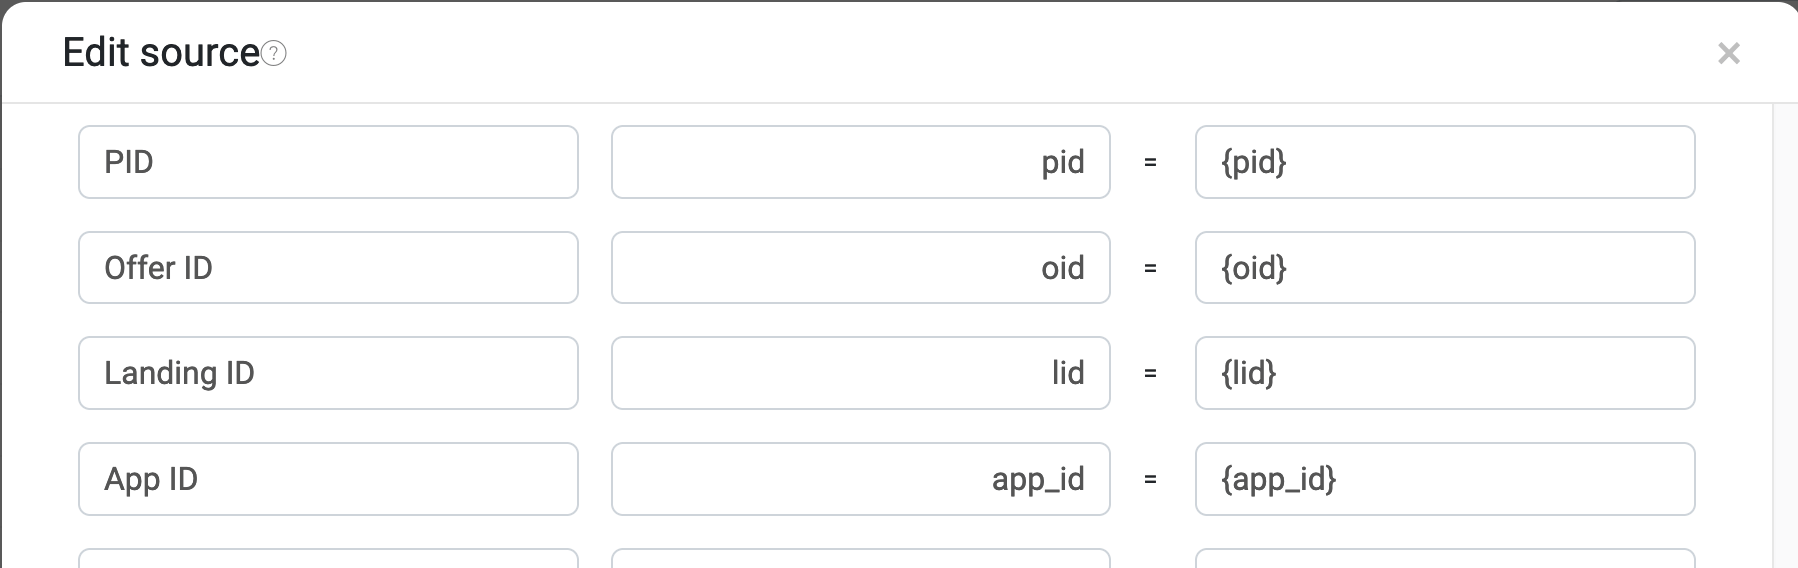 Edit source ?
PID pid = {pid}
Offer ID oid = {oid}
Landing ID lid = {lid}
App ID app_id = {app_id}